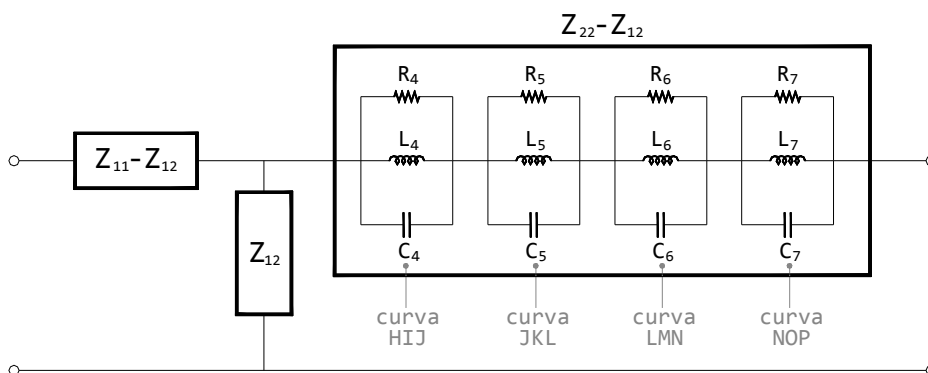 Z₂₂-Z₁₂
R₄ R₅ R₆ R₇
L₄ L₅ L₆ L₇
Z₁₁-Z₁₂
Z₁₂
C₄ C₅ C₆ C₇
curva curva curva curva
HIJ JKL LMN NOP